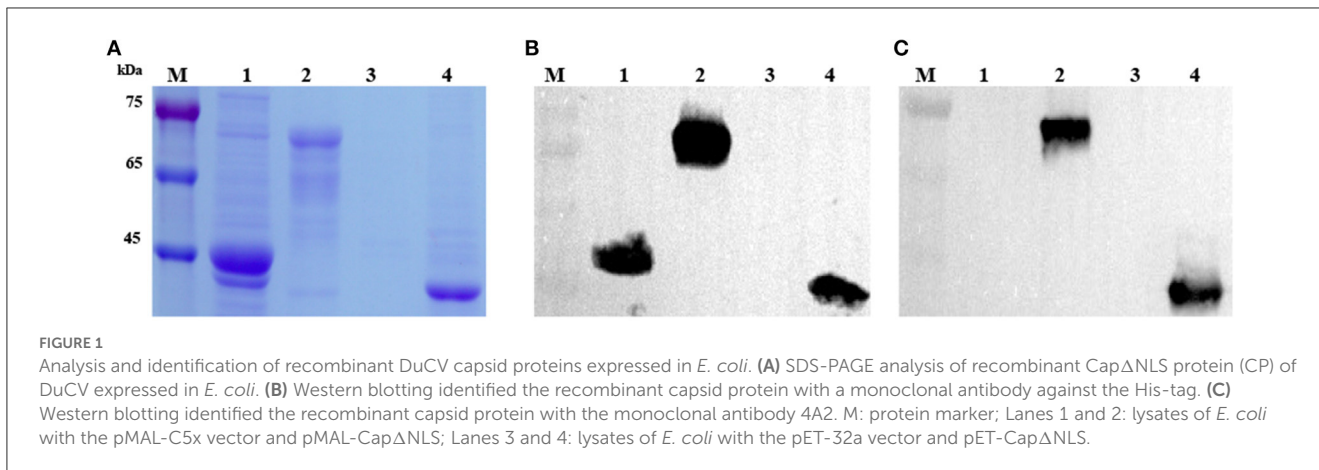 A
B
C
kDa M 1 2 3 4
M 1 2 3 4
M 1 2 3 4
75
65
45
FIGURE 1
Analysis and identification of recombinant DuCV capsid proteins expressed in E. coli. (A) SDS-PAGE analysis of recombinant CapΔNLS protein (CP) of
DuCV expressed in E. coli. (B) Western blotting identified the recombinant capsid protein with a monoclonal antibody against the His-tag. (C)
Western blotting identified the recombinant capsid protein with the monoclonal antibody 4A2. M: protein marker; Lanes 1 and 2: lysates of E. coli
with the pMAL-C5x vector and pMAL-CapΔNLS; Lanes 3 and 4: lysates of E. coli with the pET-32a vector and pET-CapΔNLS.